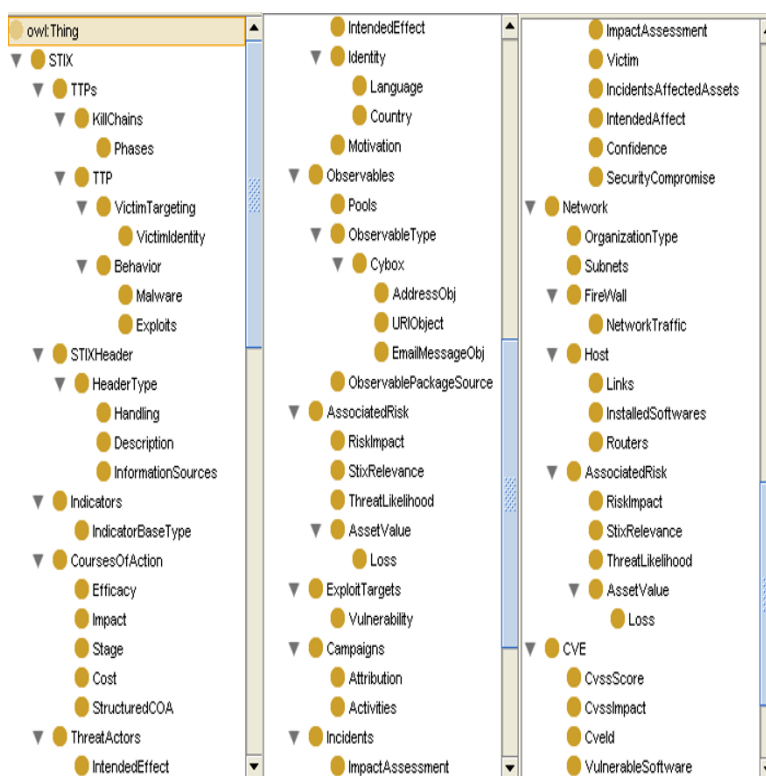 owl:Thing
STIX
TTPs
KillChains
Phases
TTP
VictimTargeting
VictimIdentity
Behavior
Malware
Exploits
STIXHeader
HeaderType
Handling
Description
InformationSources
Indicators
IndicatorBaseType
CoursesOfAction
Efficacy
Impact
Stage
Cost
StructuredCOA
ThreatActors
IntendedEffect
IntendedEffect
Identity
Language
Country
Motivation
Observables
Pools
ObservableType
Cybox
AddressObj
URIObject
EmailMessageObj
ObservablePackageSource
AssociatedRisk
RiskImpact
StixRelevance
ThreatLikelihood
AssetValue
Loss
ExploitTargets
Vulnerability
Campaigns
Attribution
Activities
Incidents
ImpactAssessment
ImpactAssessment
Victim
IncidentsAffectedAssets
IntendedAffect
Confidence
SecurityCompromise
Network
OrganizationType
Subnets
FireWall
NetworkTraffic
Host
Links
InstalledSoftwares
Routers
AssociatedRisk
RiskImpact
StixRelevance
ThreatLikelihood
AssetValue
Loss
CVE
CvssScore
CvssImpact
CveId
VulnerableSoftware